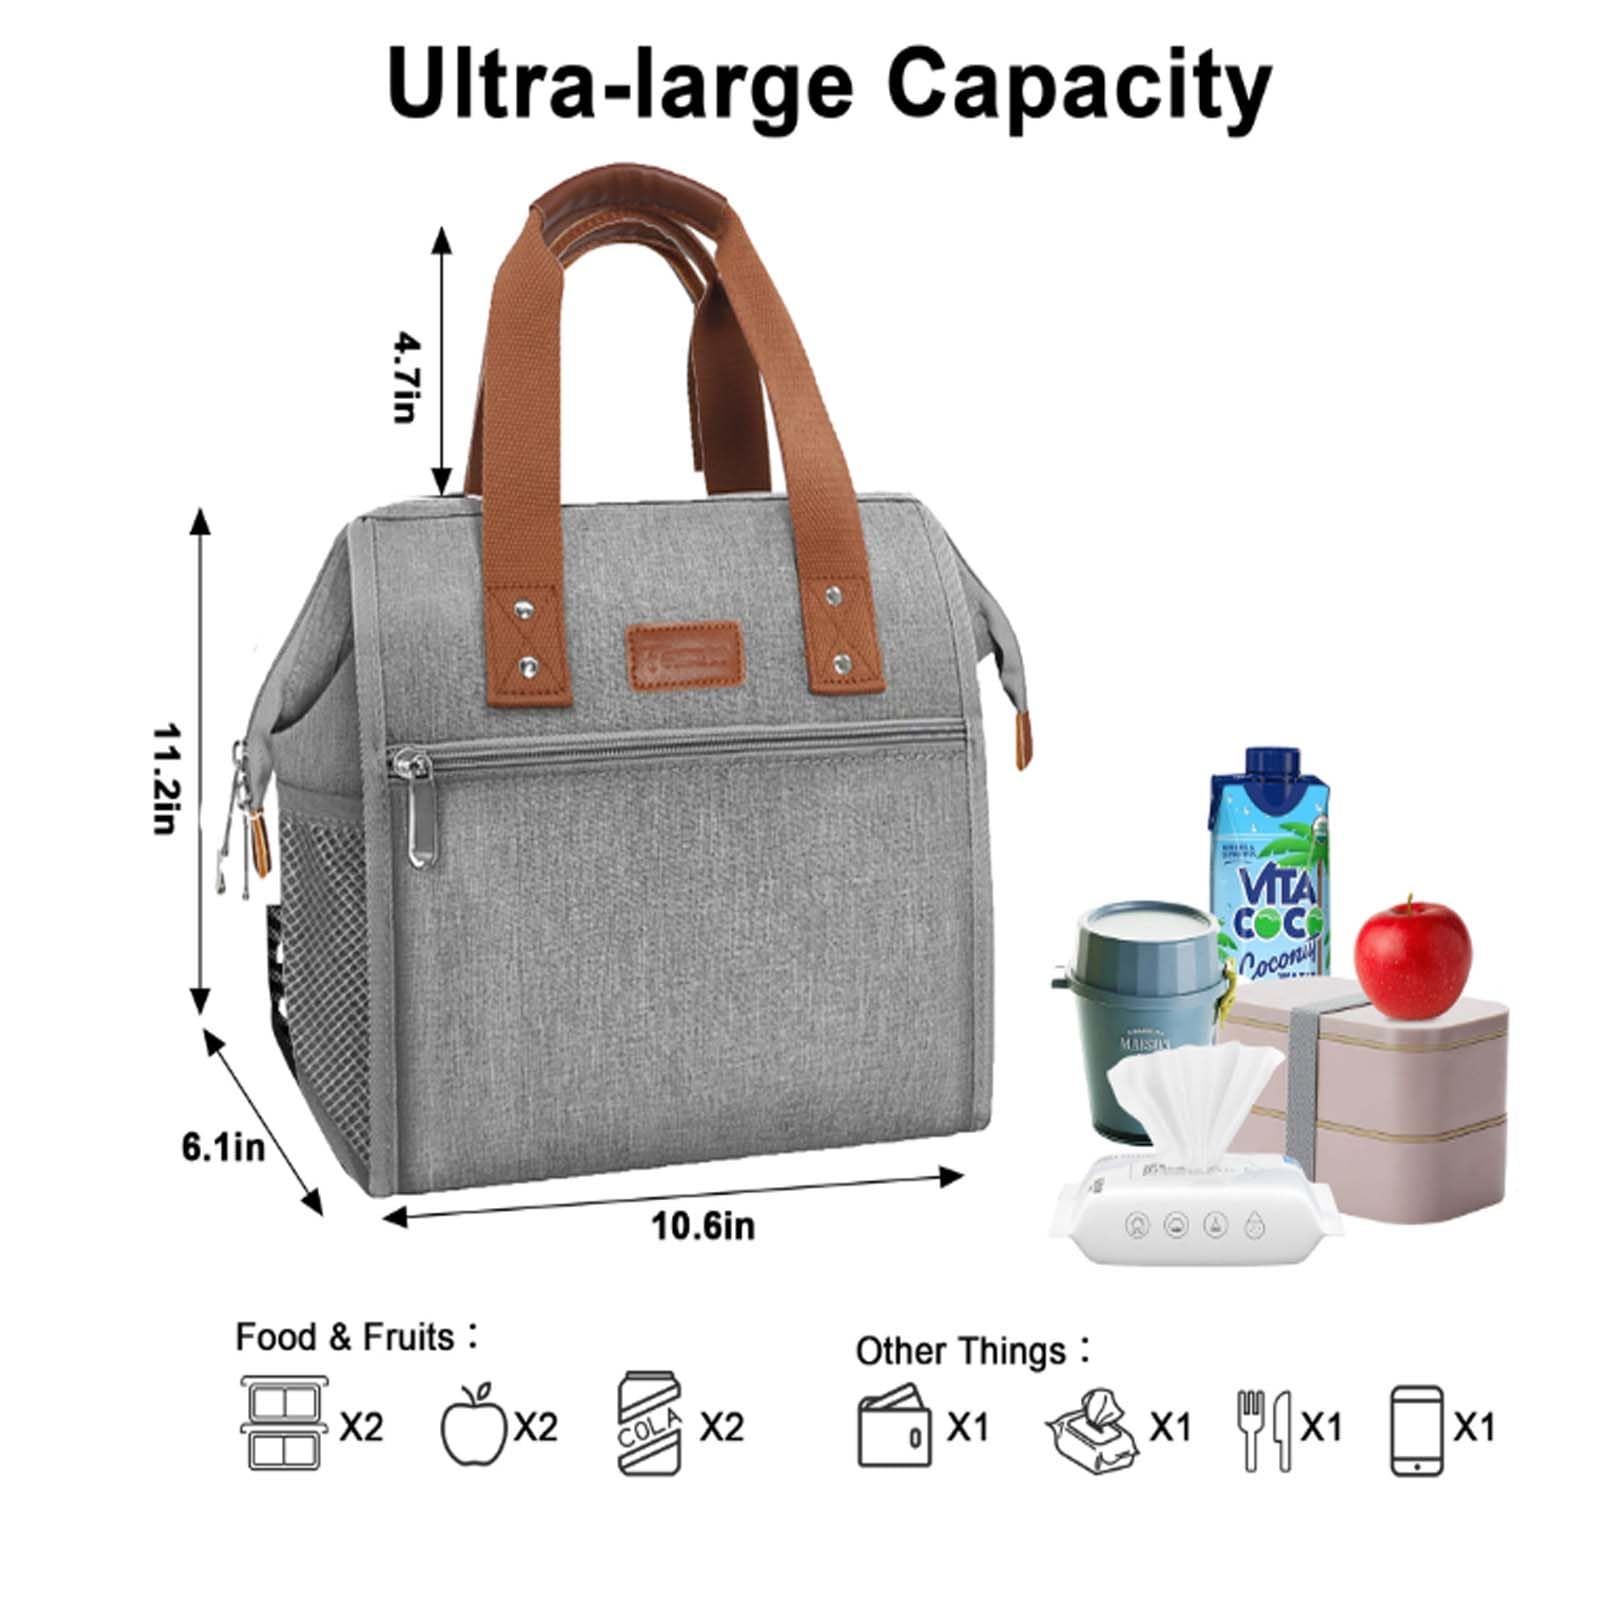 Ultra-large Capacity
4.7in
11.2in
6.1in
10.6in
VITA
COCO
Coconut
MAISON
Food & Fruits：
X2
X2
COLA
X2
Other Things：
X1
X1
X1
X1